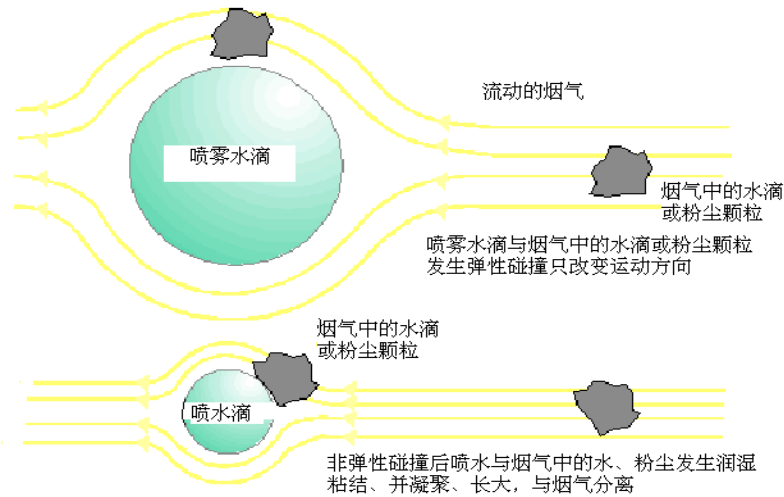 流动的烟气
喷雾水滴
烟气中的水滴
或粉尘颗粒
喷雾水滴与烟气中的水滴或粉尘颗粒
发生弹性碰撞只改变运动方向
烟气中的水滴
或粉尘颗粒
喷水滴
非弹性碰撞后喷水与烟气中的水、粉尘发生润湿
粘结、并凝聚、长大，与烟气分离